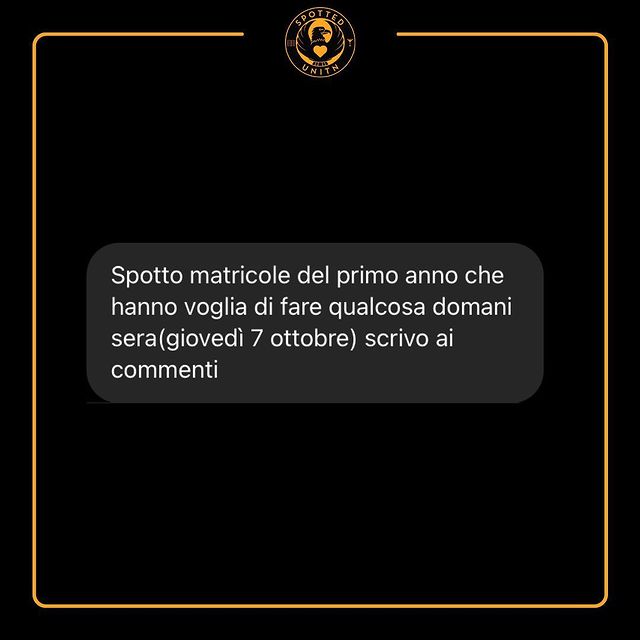 SPOTTED
UNITN
Spotto matricole del primo anno che
hanno voglia di fare qualcosa domani
sera(giovedì 7 ottobre) scrivo ai
commenti